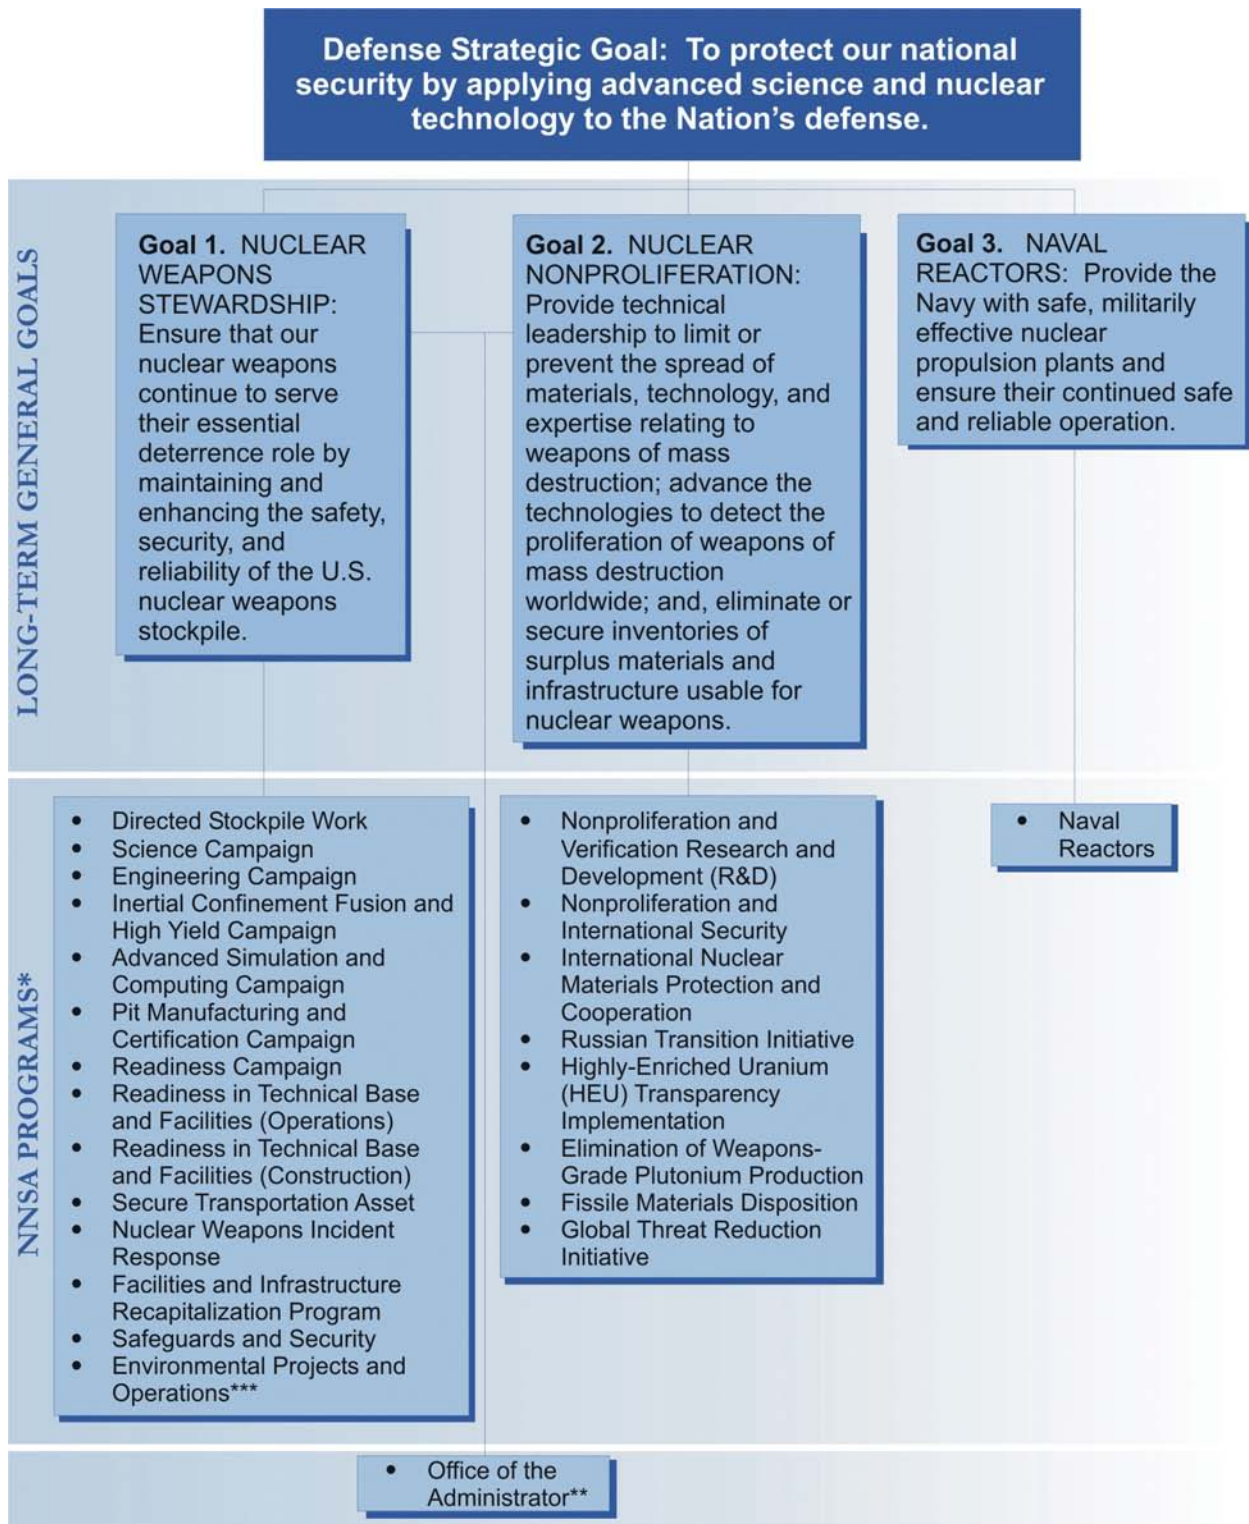 Defense Strategic Goal:  To protect our national
security by applying advanced science and nuclear
technology to the Nation’s defense.
LONG-TERM GENERAL GOALS
Goal 1.  NUCLEAR
WEAPONS
STEWARDSHIP:
Ensure that our
nuclear weapons
continue to serve
their essential
deterrence role by
maintaining and
enhancing the safety,
security, and
reliability of the U.S.
nuclear weapons
stockpile.
Goal 2.  NUCLEAR
NONPROLIFERATION:
Provide technical
leadership to limit or
prevent the spread of
materials, technology, and
expertise relating to
weapons of mass
destruction; advance the
technologies to detect the
proliferation of weapons of
mass destruction
worldwide; and, eliminate or
secure inventories of
surplus materials and
infrastructure usable for
nuclear weapons.
Goal 3.  NAVAL
REACTORS:  Provide the
Navy with safe, militarily
effective nuclear
propulsion plants and
ensure their continued safe
and reliable operation.
NNSA PROGRAMS*
• Directed Stockpile Work
• Science Campaign
• Engineering Campaign
• Inertial Confinement Fusion and
High Yield Campaign
• Advanced Simulation and
Computing Campaign
• Pit Manufacturing and
Certification Campaign
• Readiness Campaign
• Readiness in Technical Base
and Facilities (Operations)
• Readiness in Technical Base
and Facilities (Construction)
• Secure Transportation Asset
• Nuclear Weapons Incident
Response
• Facilities and Infrastructure
Recapitalization Program
• Safeguards and Security
• Environmental Projects and
Operations***
• Nonproliferation and
Verification Research and
Development (R&D)
• Nonproliferation and
International Security
• International Nuclear
Materials Protection and
Cooperation
• Russian Transition Initiative
• Highly-Enriched Uranium
(HEU) Transparency
Implementation
• Elimination of Weapons-
Grade Plutonium Production
• Fissile Materials Disposition
• Global Threat Reduction
Initiative
• Naval
Reactors
• Office of the
Administrator**